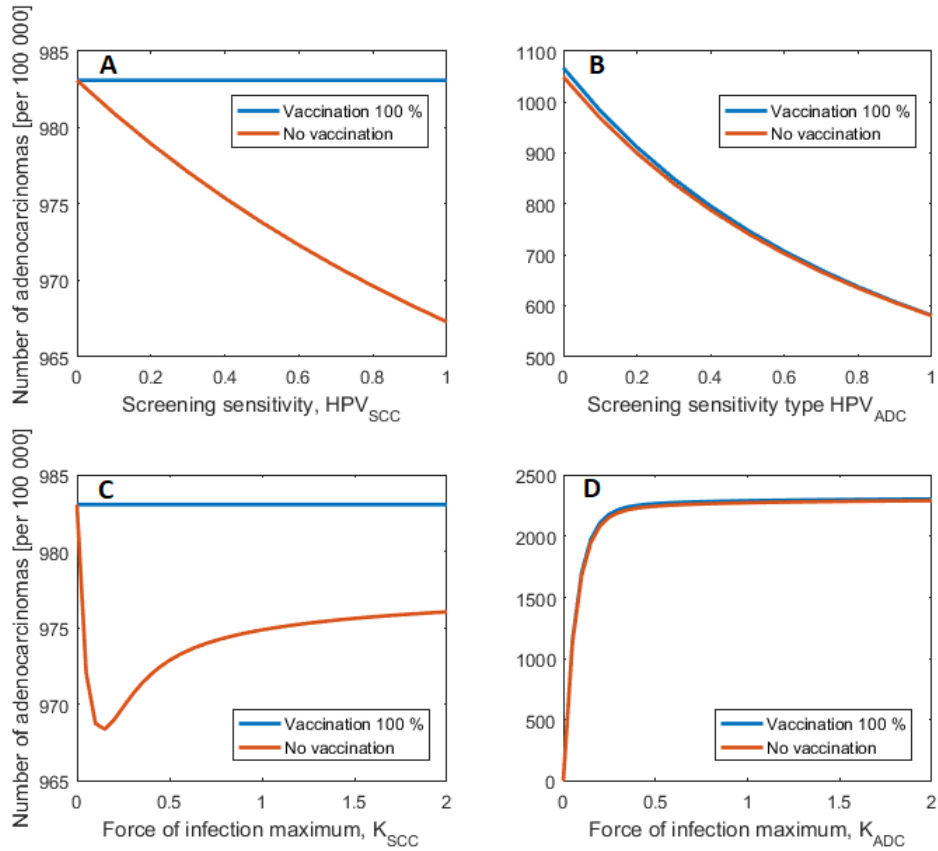 A
985
980
975
970
965
0
0.2
0.4
0.6
0.8
1
Number of adenocarcinomas [per 100 000]
Screening sensitivity, HPV_SCC
Vaccination 100 %
No vaccination
B
1100
1000
900
800
700
600
500
0
0.2
0.4
0.6
0.8
1
Screening sensitivity type HPV_ADC
Vaccination 100 %
No vaccination
C
985
980
975
970
965
0
0.5
1
1.5
2
Number of adenocarcinomas [per 100 000]
Force of infection maximum, K_SCC
Vaccination 100 %
No vaccination
D
2500
2000
1500
1000
500
0
0
0.5
1
1.5
2
Force of infection maximum, K_ADC
Vaccination 100 %
No vaccination